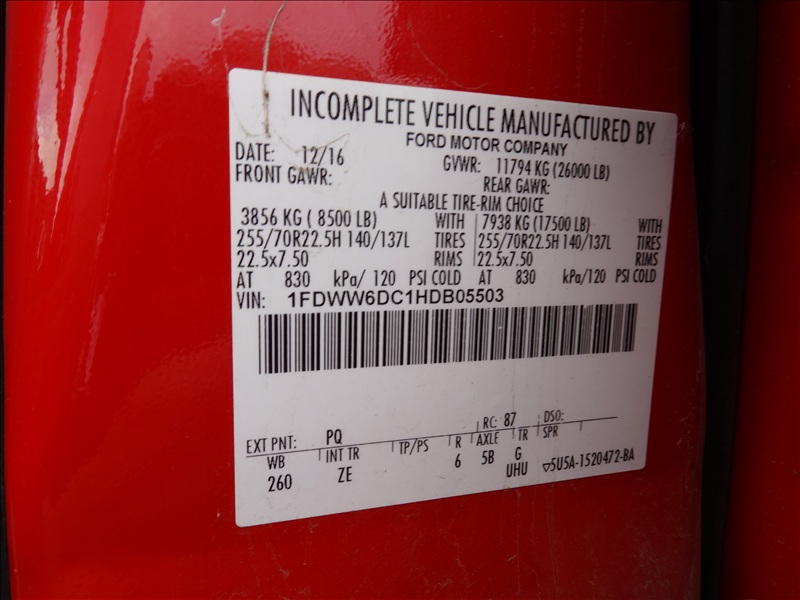 INCOMPLETE VEHICLE MANUFACTURED BY
FORD MOTOR COMPANY
DATE: 12/16 GVWR: 11794 KG (26000 LB)
FRONT GAWR: REAR GAWR:
A SUITABLE TIRE-RIM CHOICE
3856 KG ( 8500 LB) WITH 7938 KG (17500 LB) WITH
255/70R22.5H 140/137L TIRES 255/70R22.5H 140/137L TIRES
22.5x7.50 RIMS 22.5x7.50 RIMS
AT 830 kPa/ 120 PSI COLD AT 830 kPa/120 PSI COLD
VIN: 1FDWW6DC1HDB05503
RC: 87 DSO:
EXT PNT: PQ
WB INT TR TP/PS R AXLE TR SPR
260 ZE 6 5B G
UHU ▽5U5A-1520472-BA